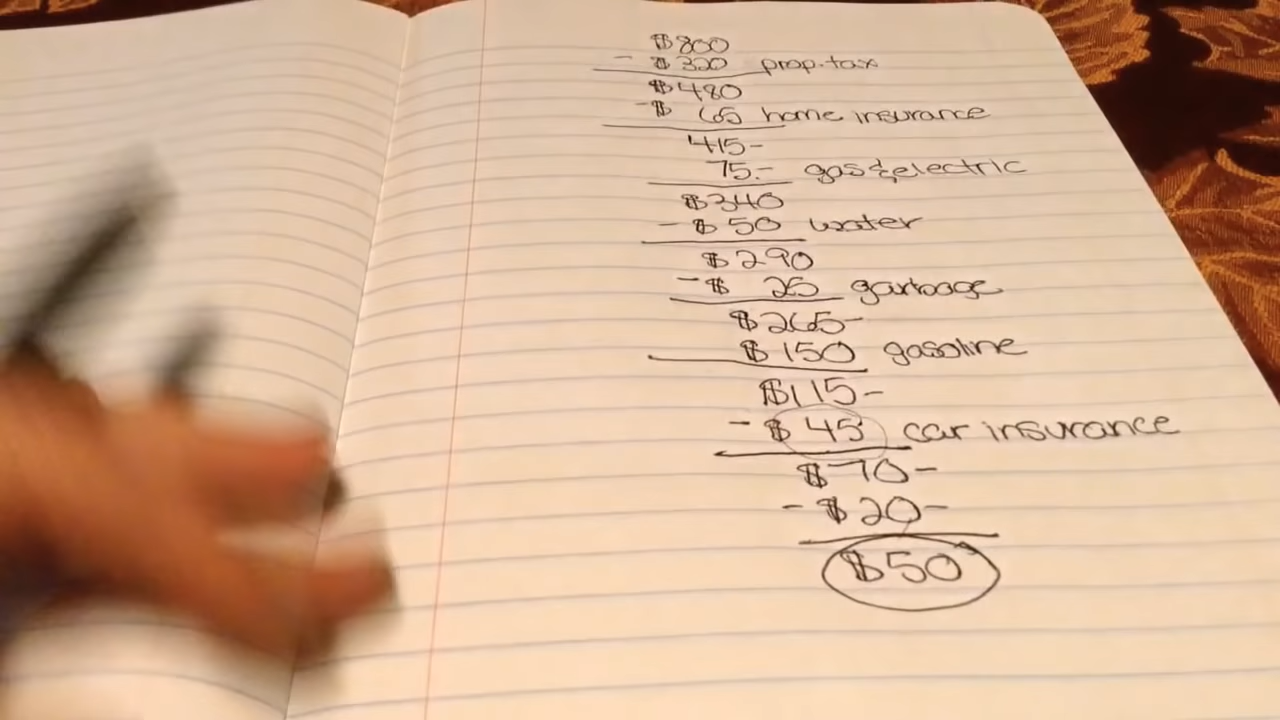 $800
- $320 prop.tax
$480
-$ 65 home insurance
415-
75.- gas & electric
$340
- $50 water
$290
-$ 25 garbage
$265-
$150 gasoline
$115-
-$ 45 car insurance
$70-
-$20-
$50